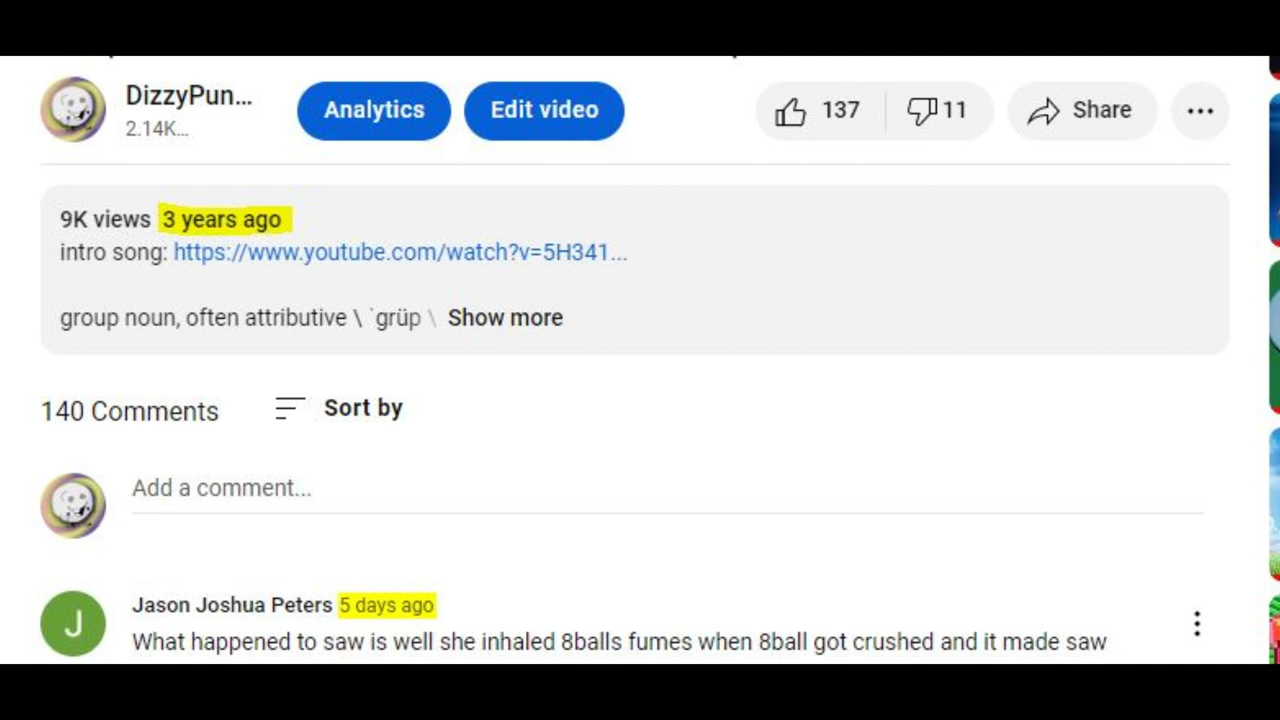 DizzyPun...
2.14K...
Analytics
Edit video
137
11
Share
9K views 3 years ago
intro song: https://www.youtube.com/watch?v=5H341...
group noun, often attributive \ ˈgrüp \ Show more
140 Comments
Sort by
Add a comment...
J
Jason Joshua Peters 5 days ago
What happened to saw is well she inhaled 8balls fumes when 8ball got crushed and it made saw